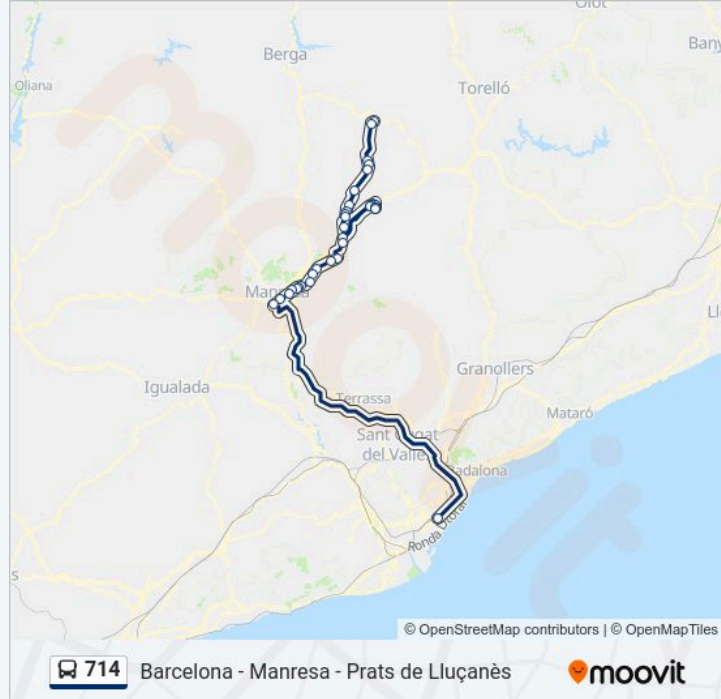 Olot
Berga
Bany
Oliana
Torelló
Manresa
Ll
Granollers
Igualada
Terrassa
Mataró
Sant Cugat
del Vallès
Badalona
Ronda Litoral
s
© OpenStreetMap contributors | © OpenMapTiles
714 Barcelona - Manresa - Prats de Lluçanès
moovit